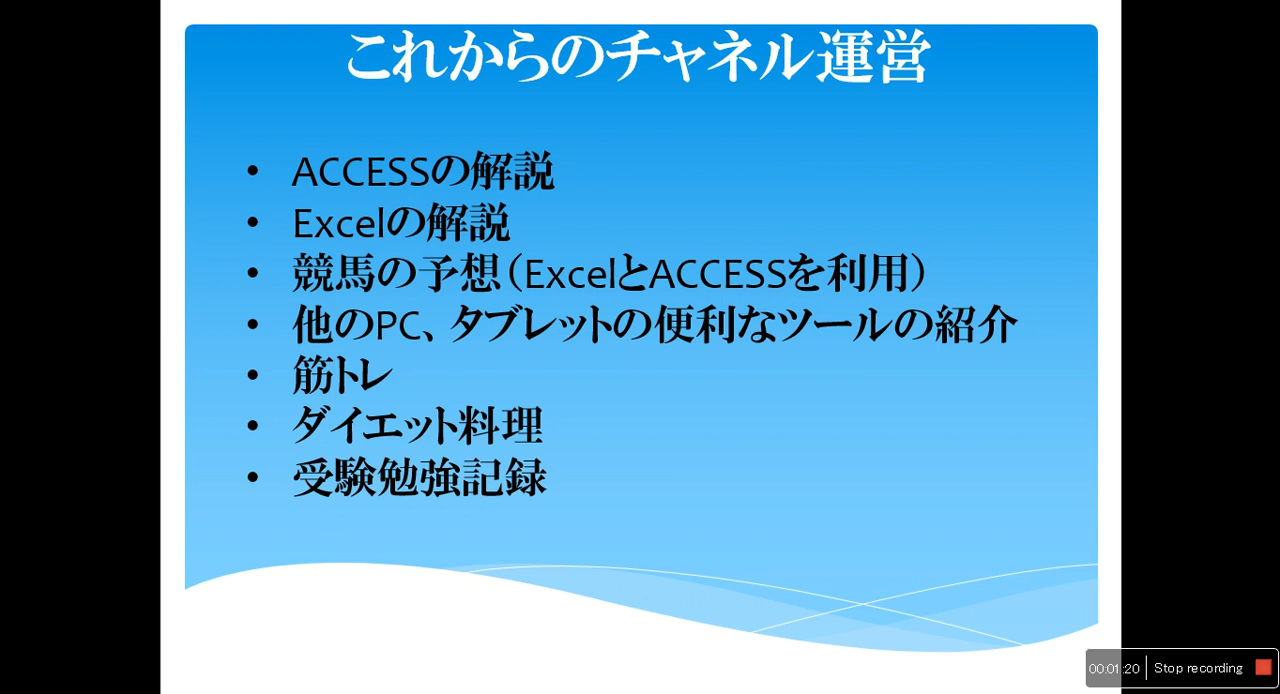 これからのチャネル運営
• ACCESSの解説
• Excelの解説
• 競馬の予想（ExcelとACCESSを利用）
• 他のPC、タブレットの便利なツールの紹介
• 筋トレ
• ダイエット料理
• 受験勉強記録
00:01:20 Stop recording